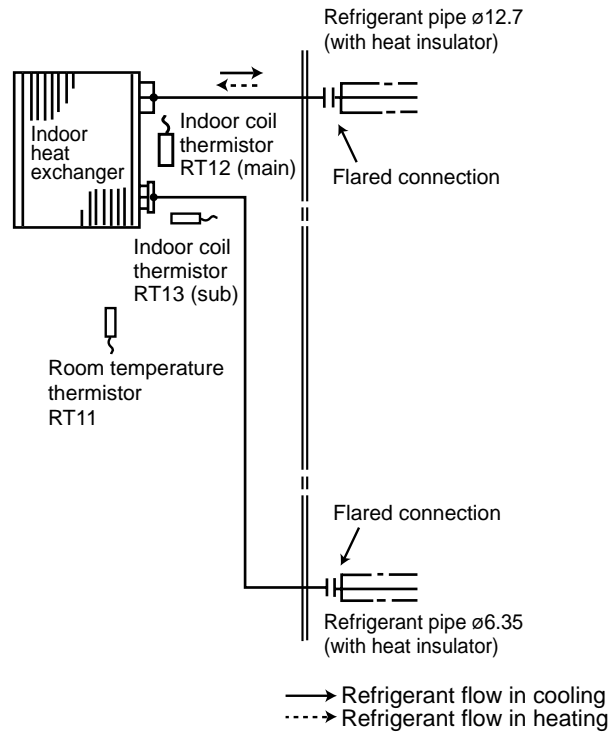 Refrigerant pipe ø12.7
(with heat insulator)
Indoor
heat
exchanger
Indoor coil
thermistor
RT12 (main)
Flared connection
Indoor coil
thermistor
RT13 (sub)
Room temperature
thermistor
RT11
Flared connection
Refrigerant pipe ø6.35
(with heat insulator)
Refrigerant flow in cooling
Refrigerant flow in heating